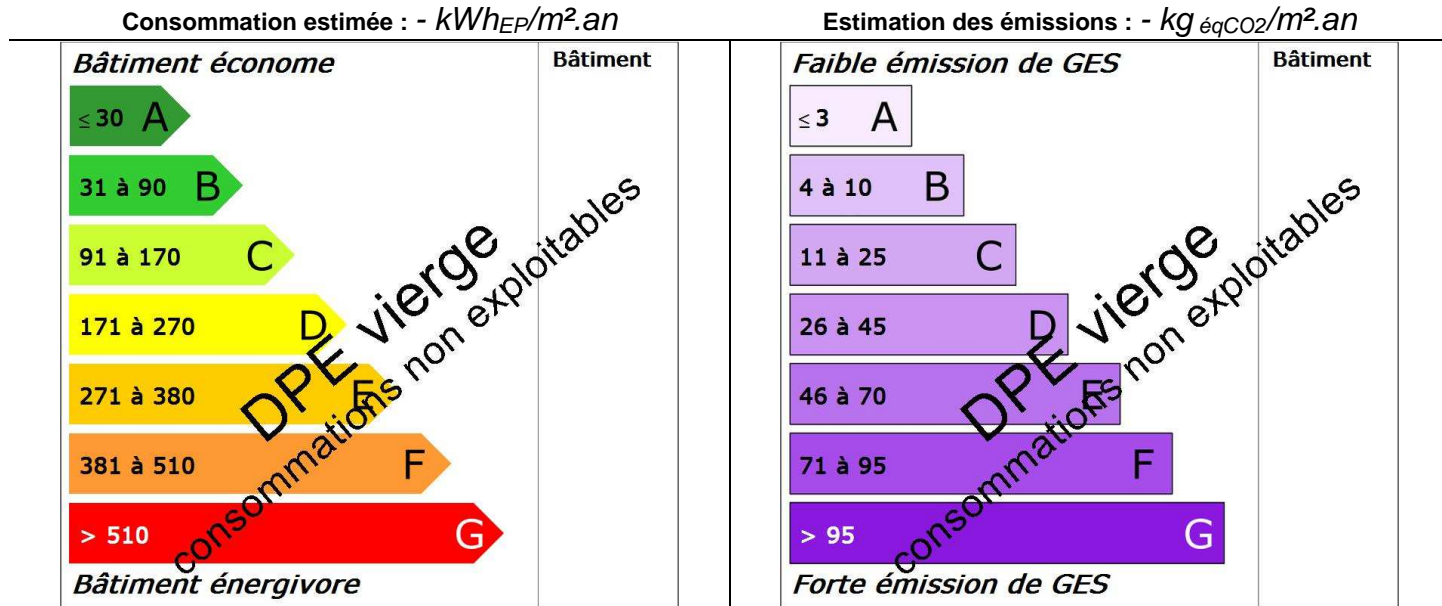 Consommation estimée : - kWhEP/m².an
Bâtiment économe
Bâtiment
≤ 30 A
31 à 90 B
91 à 170 C
171 à 270 D
271 à 380 E
381 à 510 F
> 510 G
Bâtiment énergivore
DPE vierge
consommations non exploitables
Estimation des émissions : - kg éqCO2/m².an
Faible émission de GES
Bâtiment
≤ 3 A
4 à 10 B
11 à 25 C
26 à 45 D
46 à 70 E
71 à 95 F
> 95 G
Forte émission de GES
DPE vierge
consommations non exploitables